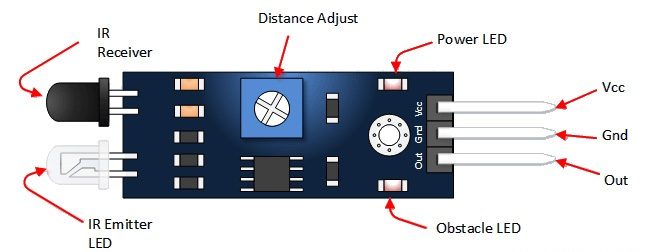 IR
Receiver
Distance Adjust
Power LED
Vcc
Gnd
Out
Vcc
Gnd
Out
IR Emitter
LED
Obstacle LED